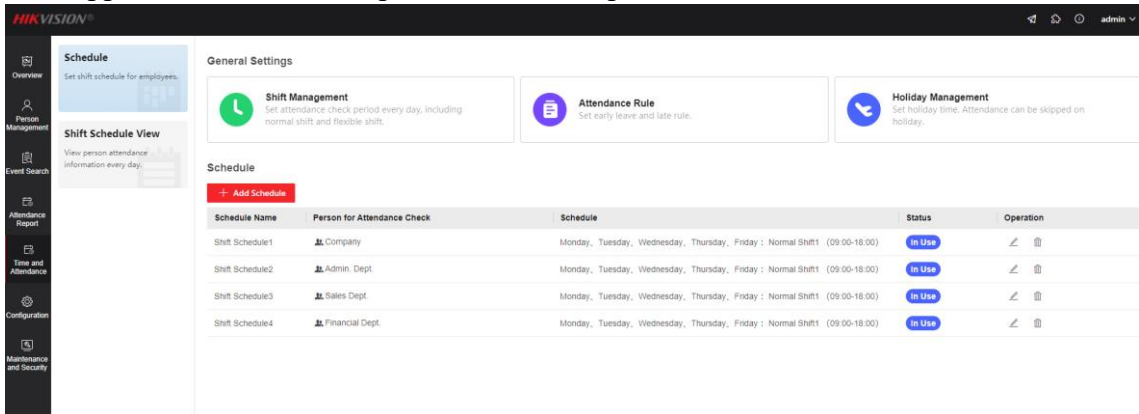 HIKVISION®
admin
Overview
Person
Management
Event Search
Attendance
Report
Time and
Attendance
Configuration
Maintenance
and Security
Schedule
Set shift schedule for employees.
Shift Schedule View
View person attendance
information every day.
General Settings
Shift Management
Set attendance check period every day, including
normal shift and flexible shift.
Attendance Rule
Set early leave and late rule.
Holiday Management
Set holiday time. Attendance can be skipped on
holiday.
Schedule
+ Add Schedule
Schedule Name Person for Attendance Check Schedule Status Operation
Shift Schedule1 Company Monday, Tuesday, Wednesday, Thursday, Friday : Normal Shift1 (09:00-18:00) In Use
Shift Schedule2 Admin. Dept. Monday, Tuesday, Wednesday, Thursday, Friday : Normal Shift1 (09:00-18:00) In Use
Shift Schedule3 Sales Dept. Monday, Tuesday, Wednesday, Thursday, Friday : Normal Shift1 (09:00-18:00) In Use
Shift Schedule4 Financial Dept. Monday, Tuesday, Wednesday, Thursday, Friday : Normal Shift1 (09:00-18:00) In Use